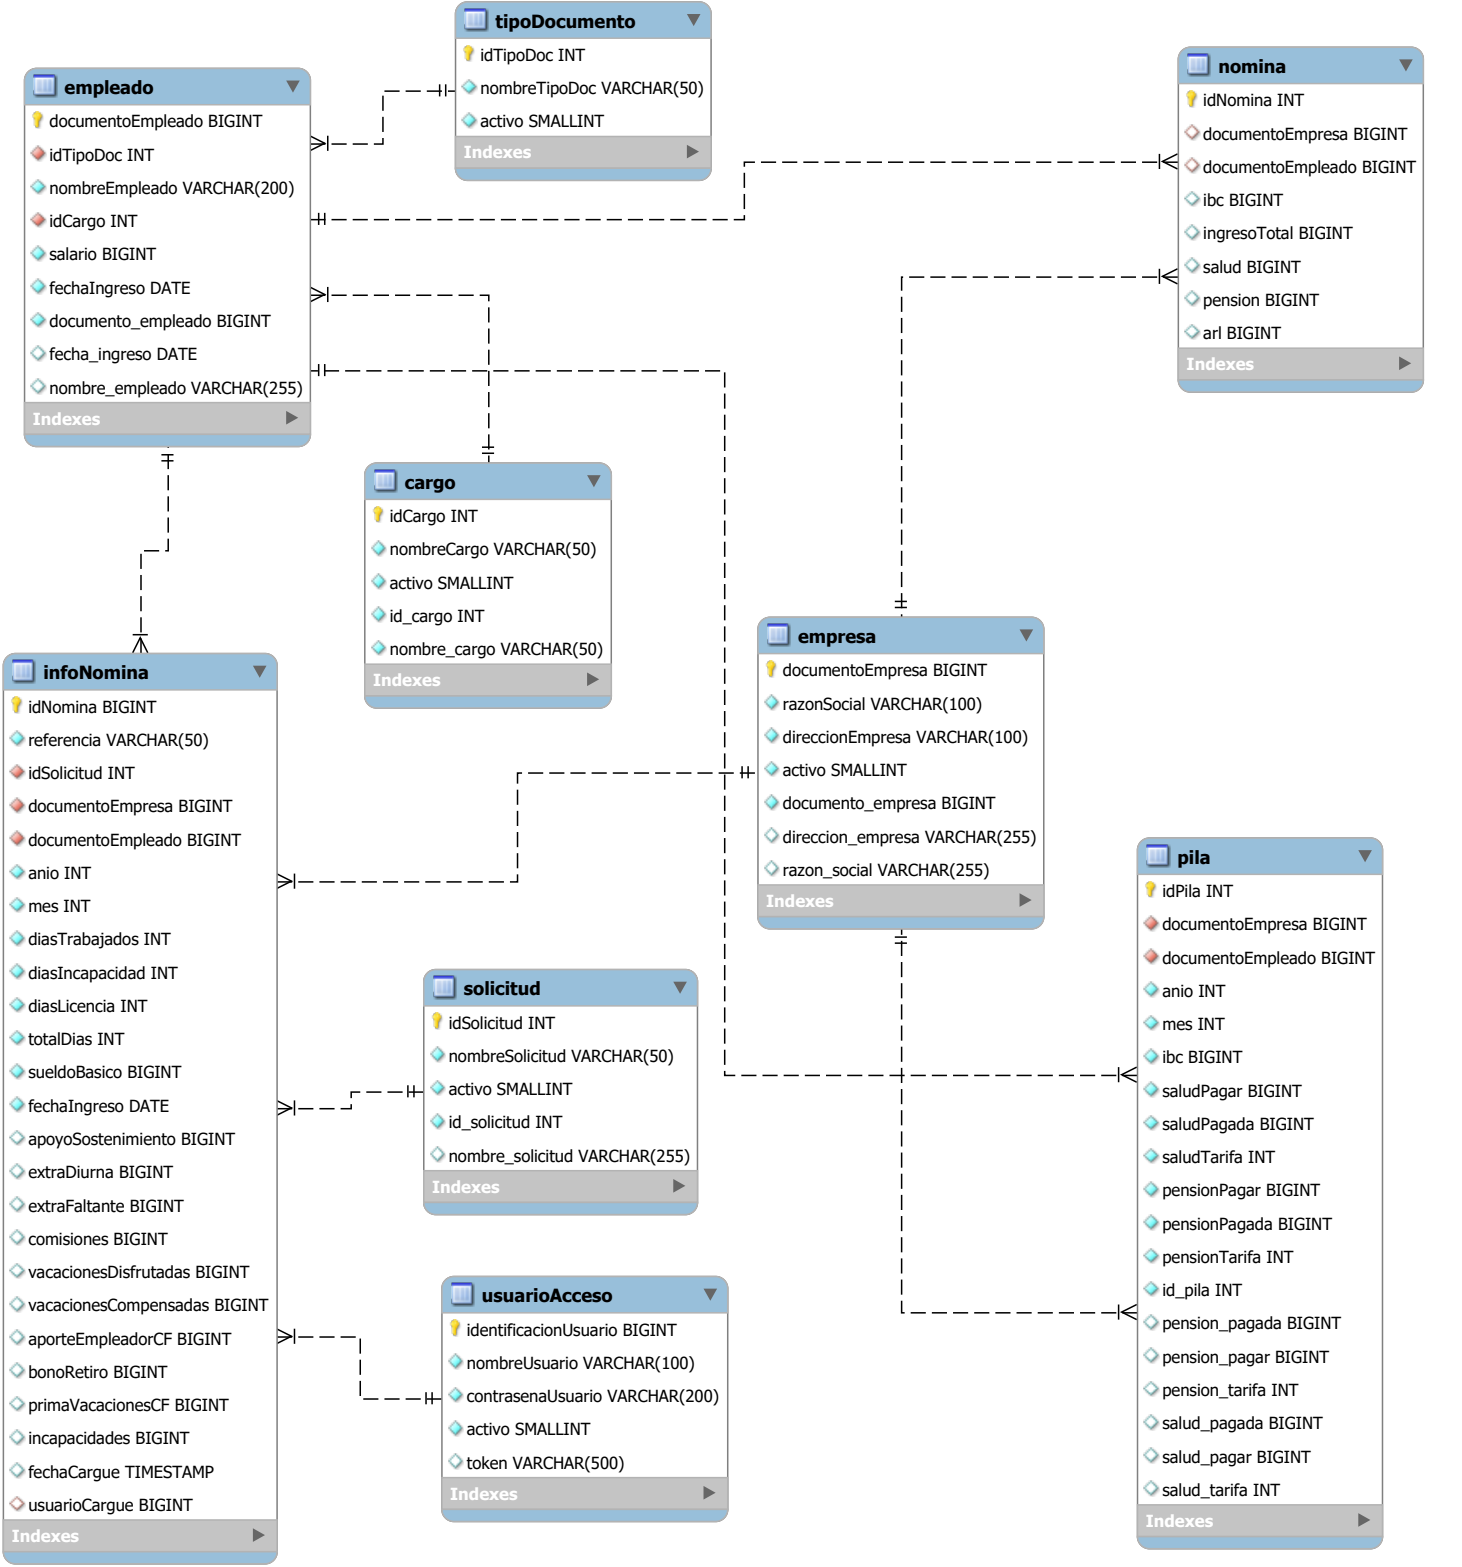 tipoDocumento
idTipoDoc INT
nombreTipoDoc VARCHAR(50)
activo SMALLINT
Indexes
empleado
documentoEmpleado BIGINT
idTipoDoc INT
nombreEmpleado VARCHAR(200)
idCargo INT
salario BIGINT
fechaIngreso DATE
documento_empleado BIGINT
fecha_ingreso DATE
nombre_empleado VARCHAR(255)
Indexes
nomina
idNomina INT
documentoEmpresa BIGINT
documentoEmpleado BIGINT
ibc BIGINT
ingresoTotal BIGINT
salud BIGINT
pension BIGINT
arl BIGINT
Indexes
cargo
idCargo INT
nombreCargo VARCHAR(50)
activo SMALLINT
id_cargo INT
nombre_cargo VARCHAR(50)
Indexes
empresa
documentoEmpresa BIGINT
razonSocial VARCHAR(100)
direccionEmpresa VARCHAR(100)
activo SMALLINT
documento_empresa BIGINT
direccion_empresa VARCHAR(255)
razon_social VARCHAR(255)
Indexes
infoNomina
idNomina BIGINT
referencia VARCHAR(50)
idSolicitud INT
documentoEmpresa BIGINT
documentoEmpleado BIGINT
anio INT
mes INT
diasTrabajados INT
diasIncapacidad INT
diasLicencia INT
totalDias INT
sueldoBasico BIGINT
fechaIngreso DATE
apoyoSostenimiento BIGINT
extraDiurna BIGINT
extraFaltante BIGINT
comisiones BIGINT
vacacionesDisfrutadas BIGINT
vacacionesCompensadas BIGINT
aporteEmpleadorCF BIGINT
bonoRetiro BIGINT
primaVacacionesCF BIGINT
incapacidades BIGINT
fechaCargue TIMESTAMP
usuarioCargue BIGINT
Indexes
solicitud
idSolicitud INT
nombreSolicitud VARCHAR(50)
activo SMALLINT
id_solicitud INT
nombre_solicitud VARCHAR(255)
Indexes
usuarioAcceso
identificacionUsuario BIGINT
nombreUsuario VARCHAR(100)
contrasenaUsuario VARCHAR(200)
activo SMALLINT
token VARCHAR(500)
Indexes
pila
idPila INT
documentoEmpresa BIGINT
documentoEmpleado BIGINT
anio INT
mes INT
ibc BIGINT
saludPagar BIGINT
saludPagada BIGINT
saludTarifa INT
pensionPagar BIGINT
pensionPagada BIGINT
pensionTarifa INT
id_pila INT
pension_pagada BIGINT
pension_pagar BIGINT
pension_tarifa INT
salud_pagada BIGINT
salud_pagar BIGINT
salud_tarifa INT
Indexes